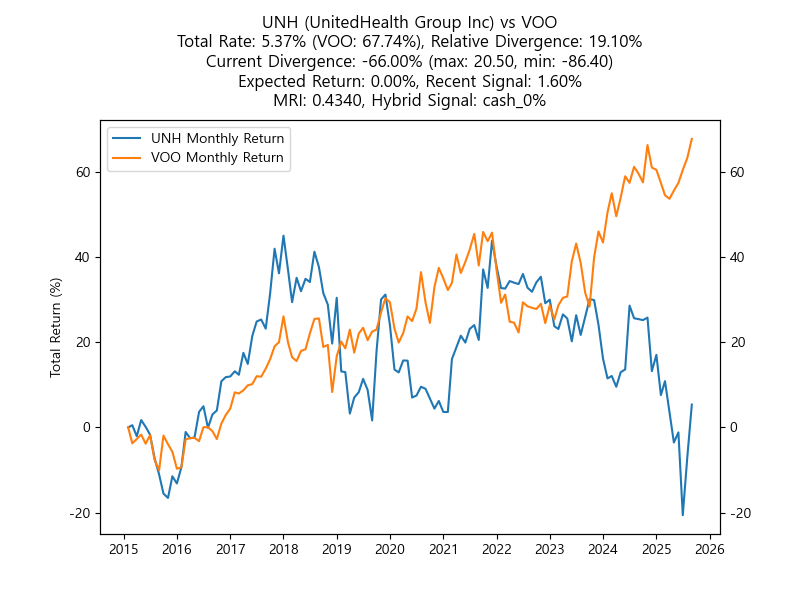 UNH (UnitedHealth Group Inc) vs VOO
Total Rate: 5.37% (VOO: 67.74%), Relative Divergence: 19.10%
Current Divergence: -66.00% (max: 20.50, min: -86.40)
Expected Return: 0.00%, Recent Signal: 1.60%
MRI: 0.4340, Hybrid Signal: cash_0%
UNH Monthly Return
VOO Monthly Return
60 60
40 40
20 20
0 0
-20 -20
Total Return (%)
2015 2016 2017 2018 2019 2020 2021 2022 2023 2024 2025 2026